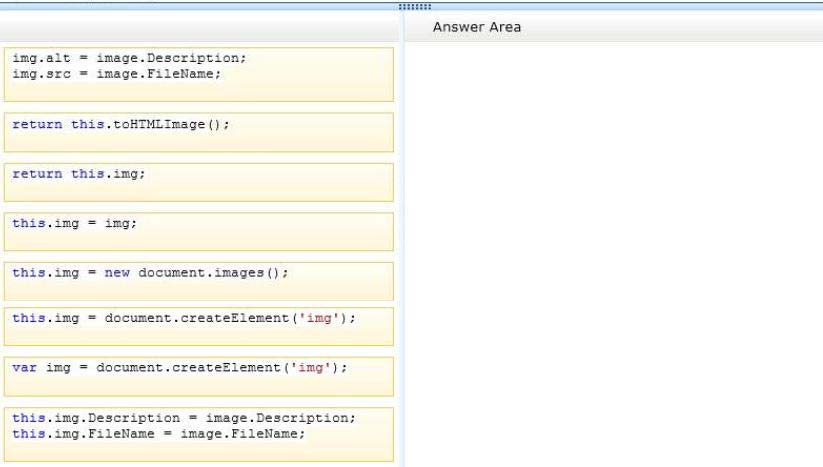 Answer Area
img.alt = image.Description;
img.src = image.FileName;
return this.toHTMLImage();
return this.img;
this.img = img;
this.img = new document.images();
this.img = document.createElement('img');
var img = document.createElement('img');
this.img.Description = image.Description;
this.img.FileName = image.FileName;